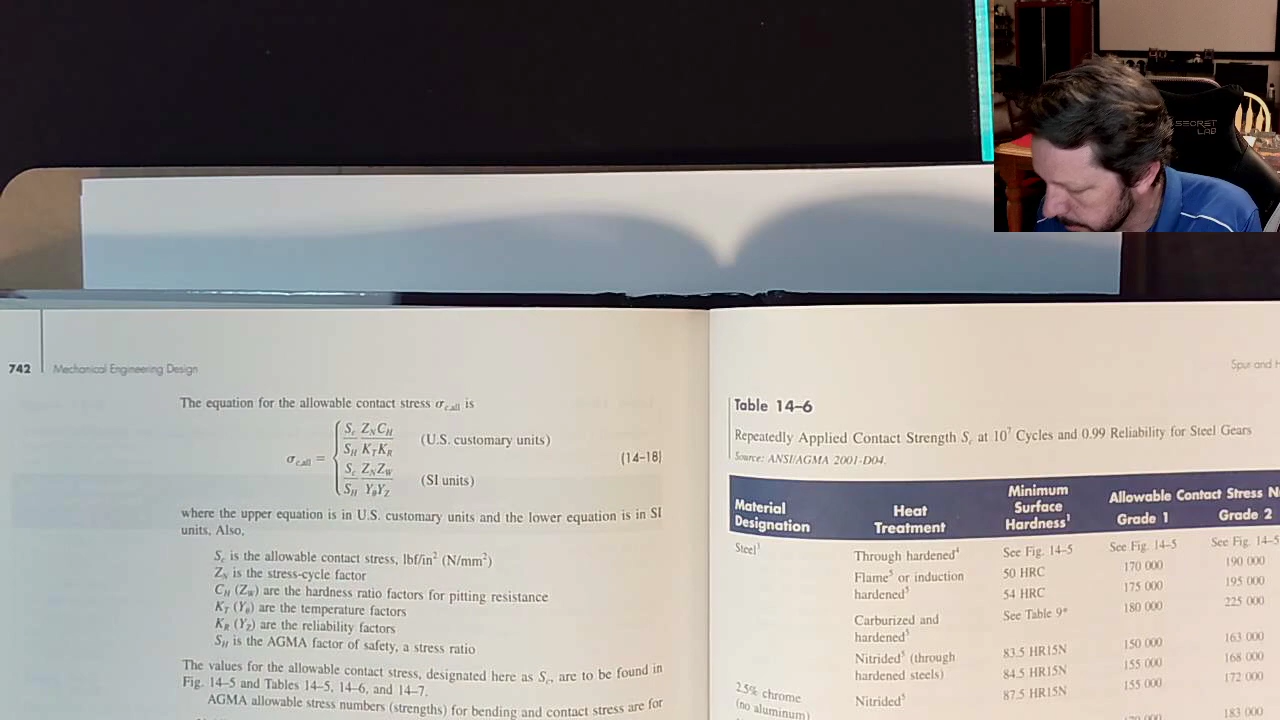 SECRET
LAB
742 Mechanical Engineering Design
The equation for the allowable contact stress σc,all is
σc,all = { Sc ZN CH / SH KT KR (U.S. customary units)
Sc ZN ZW / SH Yθ YZ (SI units) (14–18)
where the upper equation is in U.S. customary units and the lower equation is in SI
units, Also,
Sc is the allowable contact stress, lbf/in² (N/mm²)
ZN is the stress-cycle factor
CH (ZW) are the hardness ratio factors for pitting resistance
KT (Yθ) are the temperature factors
KR (YZ) are the reliability factors
SH is the AGMA factor of safety, a stress ratio
The values for the allowable contact stress, designated here as Sc, are to be found in
Fig. 14–5 and Tables 14–5, 14–6, and 14–7.
AGMA allowable stress numbers (strengths) for bending and contact stress are for
Spur and H
Table 14–6
Repeatedly Applied Contact Strength Sc at 10⁷ Cycles and 0.99 Reliability for Steel Gears
Source: ANSI/AGMA 2001-D04.
Material Designation
Heat Treatment
Minimum Surface Hardness¹
Allowable Contact Stress N
Grade 1 Grade 2
Steel³ Through hardened⁴ See Fig. 14–5 See Fig. 14–5 See Fig. 14–5
Flame⁵ or induction 50 HRC 170 000 190 000
hardened⁵ 54 HRC 175 000 195 000
Carburized and See Table 9* 180 000 225 000
hardened⁵
Nitrided⁵ (through 83.5 HR15N 150 000 163 000
hardened steels) 84.5 HR15N 155 000 168 000
2.5% chrome Nitrided⁵ 87.5 HR15N 155 000 172 000
(no aluminum) 183 000